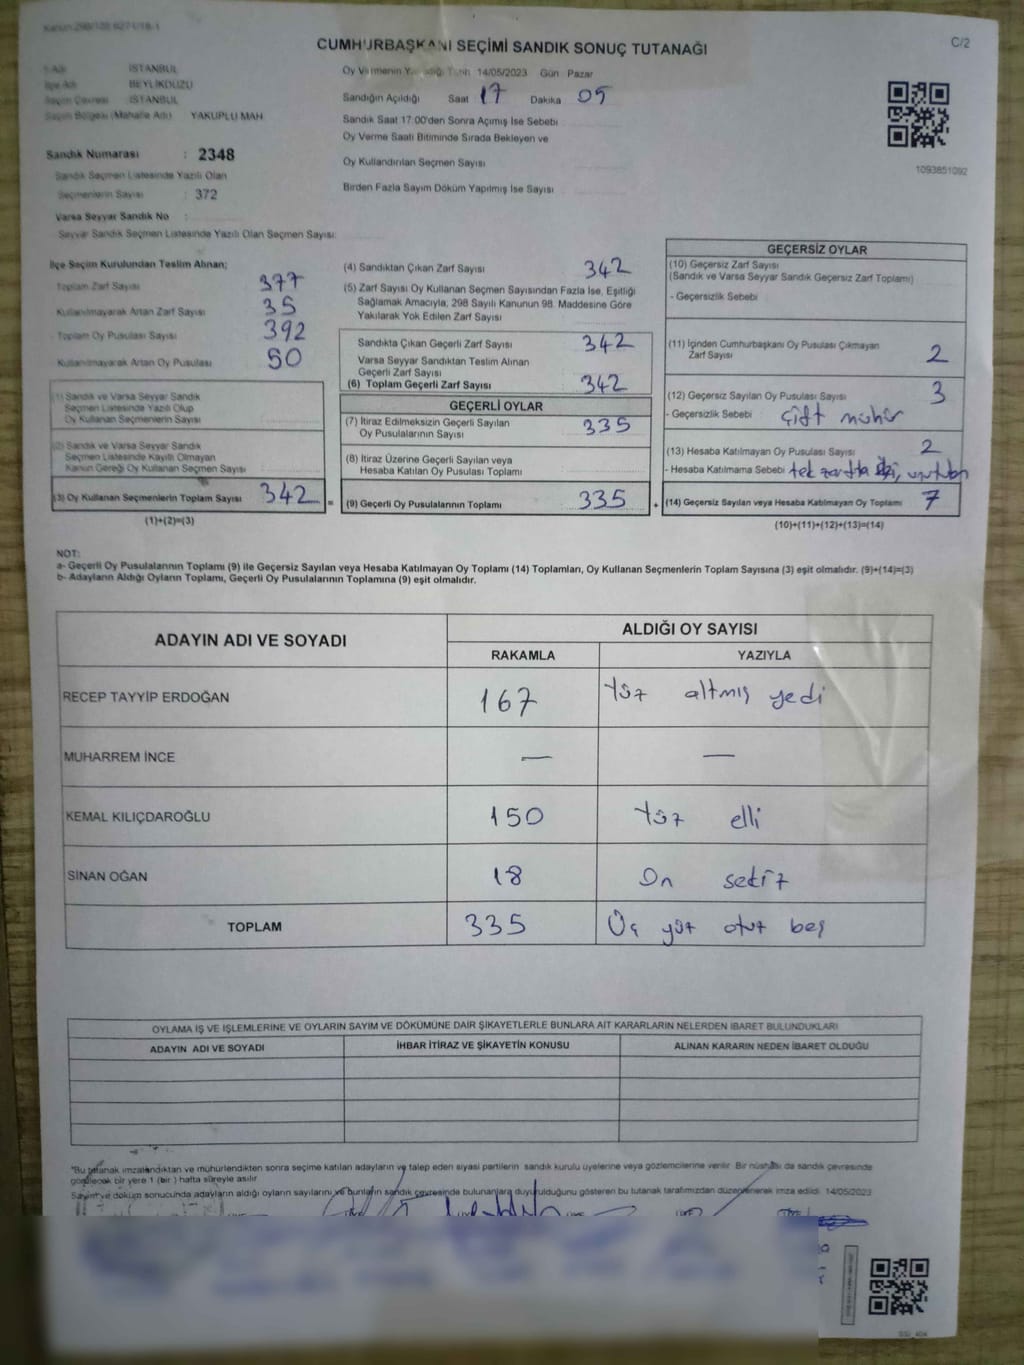 CUMHURBAŞKANI SEÇİMİ SANDIK SONUÇ TUTANAĞI
C/2
İli Adı : İSTANBUL
İlçe Adı : BEYLİKDÜZÜ
Seçim Çevresi : İSTANBUL
Seçim Bölgesi (Mahalle Adı) : YAKUPLU MAH
Sandık Numarası : 2348
Sandık Seçmen Listesinde Yazılı Olan
Seçmenlerin Sayısı : 372
Varsa Seyyar Sandık No :
Seyyar Sandık Seçmen Listesinde Yazılı Olan Seçmen Sayısı:
Oy Vermenin Yapıldığı Tarih 14/05/2023 Gün Pazar
Sandığın Açıldığı Saat 17 Dakika 05
Sandık Saat 17:00'den Sonra Açılmış İse Sebebi
Oy Verme Saati Bitiminde Sırada Bekleyen ve
Oy Kullandırılan Seçmen Sayısı
Birden Fazla Sayım Döküm Yapılmış İse Sayısı
1093851092
İlçe Seçim Kurulundan Teslim Alınan;
Toplam Zarf Sayısı 377
Kullanılmayarak Artan Zarf Sayısı 35
Toplam Oy Pusulası Sayısı 392
Kullanılmayarak Artan Oy Pusulası 50
(1) Sandık ve Varsa Seyyar Sandık
Seçmen Listesinde Yazılı Olup
Oy Kullanan Seçmenlerin Sayısı
(2) Sandık ve Varsa Seyyar Sandık
Seçmen Listesinde Kayıtlı Olmayan
Kanun Gereği Oy Kullanan Seçmen Sayısı
(3) Oy Kullanan Seçmenlerin Toplam Sayısı 342 =
(1)+(2)=(3)
(4) Sandıktan Çıkan Zarf Sayısı 342
(5) Zarf Sayısı Oy Kullanan Seçmen Sayısından Fazla İse, Eşitliği
Sağlamak Amacıyla, 298 Sayılı Kanunun 98. Maddesine Göre
Yakılarak Yok Edilen Zarf Sayısı
Sandıkta Çıkan Geçerli Zarf Sayısı 342
Varsa Seyyar Sandıktan Teslim Alınan
Geçerli Zarf Sayısı
(6) Toplam Geçerli Zarf Sayısı 342
GEÇERLİ OYLAR
(7) İtiraz Edilmeksizin Geçerli Sayılan
Oy Pusulalarının Sayısı 335
(8) İtiraz Üzerine Geçerli Sayılan veya
Hesaba Katılan Oy Pusulası Toplamı
(9) Geçerli Oy Pusulalarının Toplamı 335 +
GEÇERSİZ OYLAR
(10) Geçersiz Zarf Sayısı
(Sandık ve Varsa Seyyar Sandık Geçersiz Zarf Toplamı)
- Geçersizlik Sebebi
(11) İçinden Cumhurbaşkanı Oy Pusulası Çıkmayan
Zarf Sayısı 2
(12) Geçersiz Sayılan Oy Pusulası Sayısı 3
- Geçersizlik Sebebi çift mühür
(13) Hesaba Katılmayan Oy Pusulası Sayısı 2
- Hesaba Katılmama Sebebi tek zarfta
(14) Geçersiz Sayılan veya Hesaba Katılmayan Oy Toplamı 7
(10)+(11)+(12)+(13)=(14)
NOT:
a- Geçerli Oy Pusulalarının Toplamı (9) ile Geçersiz Sayılan veya Hesaba Katılmayan Oy Toplamı (14) Toplamları, Oy Kullanan Seçmenlerin Toplam Sayısına (3) eşit olmalıdır. (9)+(14)=(3)
b- Adayların Aldığı Oyların Toplamı, Geçerli Oy Pusulalarının Toplamına (9) eşit olmalıdır.
ADAYIN ADI VE SOYADI
ALDIĞI OY SAYISI
RAKAMLA YAZIYLA
RECEP TAYYİP ERDOĞAN 167 Yüz altmış yedi
MUHARREM İNCE — —
KEMAL KILIÇDAROĞLU 150 Yüz elli
SİNAN OĞAN 18 On sekiz
TOPLAM 335 Üç yüz otuz beş
OYLAMA İŞ VE İŞLEMLERİNE VE OYLARIN SAYIM VE DÖKÜMÜNE DAİR ŞİKAYETLERLE BUNLARA AİT KARARLARIN NELERDEN İBARET BULUNDUKLARI
ADAYIN ADI VE SOYADI İHBAR İTİRAZ VE ŞİKAYETİN KONUSU ALINAN KARARIN NEDEN İBARET OLDUĞU
"Bu tutanak imzalandıktan ve mühürlendikten sonra seçime katılan adayların ve talep eden siyasi partilerin sandık kurulu üyelerine veya gözlemcilerine verilir. Bir nüshası da sandık çevresinde
görülecek bir yere 1 (bir) hafta süreyle asılır
Sayım ve döküm sonucunda adayların aldığı oyların sayılarını ve bunların sandık çevresinde bulunanlara duyurulduğunu gösteren bu tutanak tarafımızdan düzenlenerek imza edildi. 14/05/2023